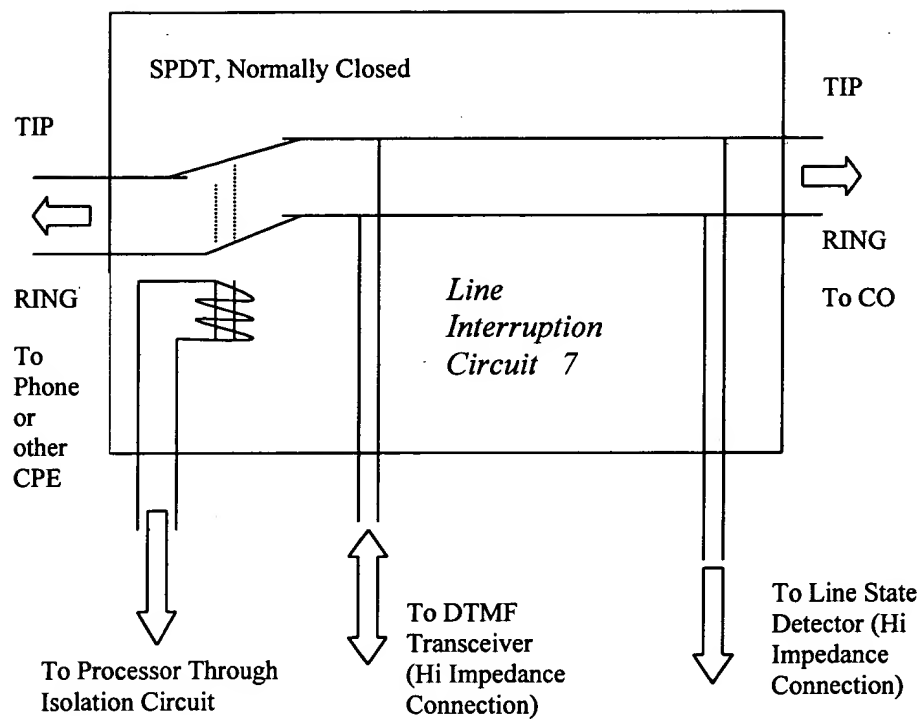 SPDT, Normally Closed
TIP
TIP
RING
To CO
RING
To
Phone
or
other
CPE
Line
Interruption
Circuit 7
To Processor Through
Isolation Circuit
To DTMF
Transceiver
(Hi Impedance
Connection)
To Line State
Detector (Hi
Impedance
Connection)